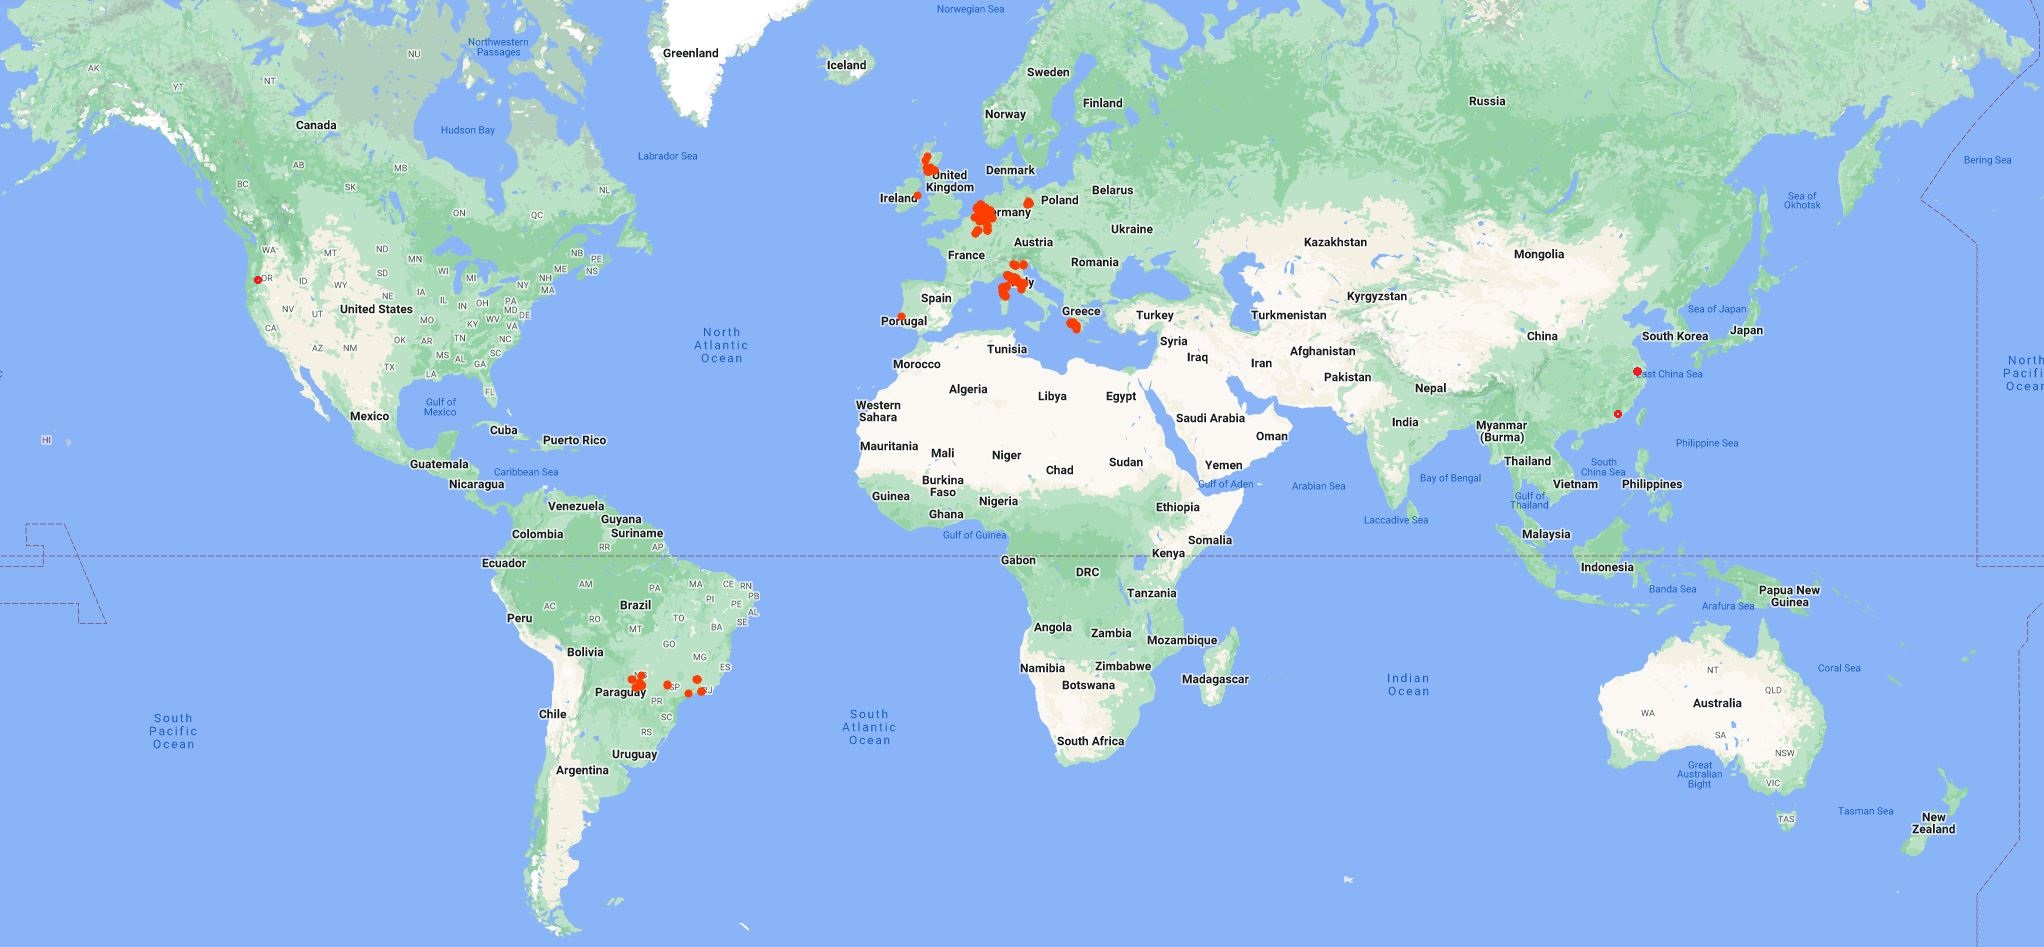 Norwegian Sea
Greenland
Northwestern
Passages
NU
Iceland
AK
NT
YT
Sweden
Russia
Finland
Norway
Canada
Hudson Bay
Labrador Sea
Bering Sea
AB
MB
BC
SK
NL
Denmark
United
Kingdom
Belarus
Ireland
Poland
Sea of
Okhotsk
ON
QC
ermany
Ukraine
Austria
Kazakhstan
WA
MT
ND
NB
PE
France
Romania
Mongolia
MN
OR
ID
SD
WI
MI
ME
NS
NH
WY
NY
MA
NE
IA
NV
United States
UT
IL
IN
OH
PA
MD
Spain
Kyrgyzstan
Sea of Japan
ly
Greece
Turkey
Turkmenistan
Portugal
MO
KY
WV
VA
DE
CA
North
Atlantic
Ocean
China
South Korea
Japan
OK
AR
TN
NC
AZ
NM
MS
AL
GA
SC
Tunisia
Syria
Iraq
Iran
Afghanistan
Pakistan
TX
LA
Morocco
North
Pacifi
Ocean
East China Sea
c
Nepal
FL
Algeria
Libya
Egypt
Gulf of
Mexico
Mexico
Western
Sahara
Saudi Arabia
India
Myanmar
(Burma)
Cuba
Puerto Rico
HI
Oman
Mauritania
Mali
Niger
Chad
Sudan
Yemen
Philippine Sea
Guatemala
Caribbean Sea
Thailand
South
China Sea
Nicaragua
Burkina
Faso
Gulf of Aden
Arabian Sea
Bay of Bengal
Vietnam
Philippines
Guinea
Nigeria
Gulf of
Thailand
Venezuela
Guyana
Ghana
Ethiopia
Laccadive Sea
Colombia
Suriname
Gulf of Guinea
Somalia
Malaysia
RR
AP
Ecuador
Gabon
Kenya
Indonesia
DRC
AM
PA
MA
CE
RN
Tanzania
Banda Sea
Papua New
Guinea
PB
PI
PE
AC
Brazil
Arafura Sea
AL
Peru
RO
TO
SE
MT
BA
Angola
Zambia
Mozambique
GO
Bolivia
MG
ES
Namibia
Zimbabwe
Coral Sea
NT
Botswana
Madagascar
Indian
Ocean
SP
RJ
Paraguay
PR
QLD
Australia
WA
Chile
SC
South
Pacific
Ocean
South
Atlantic
Ocean
RS
South Africa
SA
Uruguay
NSW
Argentina
Great
Australian
Bight
VIC
Tasman Sea
TAS
New
Zealand